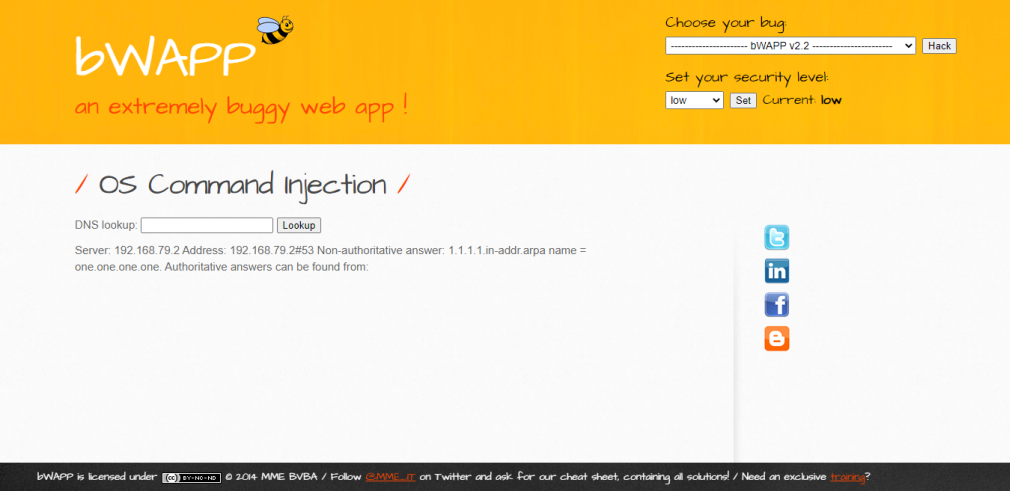 bWAPP
an extremely buggy web app !
Choose your bug:
---------------------- bWAPP v2.2 ----------------------- Hack
Set your security level:
low Set Current: low
/ OS Command Injection /
DNS lookup: Lookup
Server: 192.168.79.2 Address: 192.168.79.2#53 Non-authoritative answer: 1.1.1.1.in-addr.arpa name =
one.one.one.one. Authoritative answers can be found from:
bWAPP is licensed under cc BY-NC-ND © 2014 MME BVBA / Follow @MME_IT on Twitter and ask for our cheat sheet, containing all solutions! / Need an exclusive training?